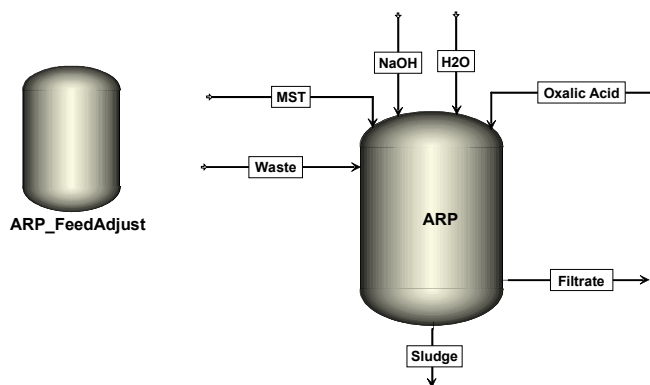 NaOH
H2O
MST
Oxalic Acid
Waste
ARP_FeedAdjust
ARP
Filtrate
Sludge